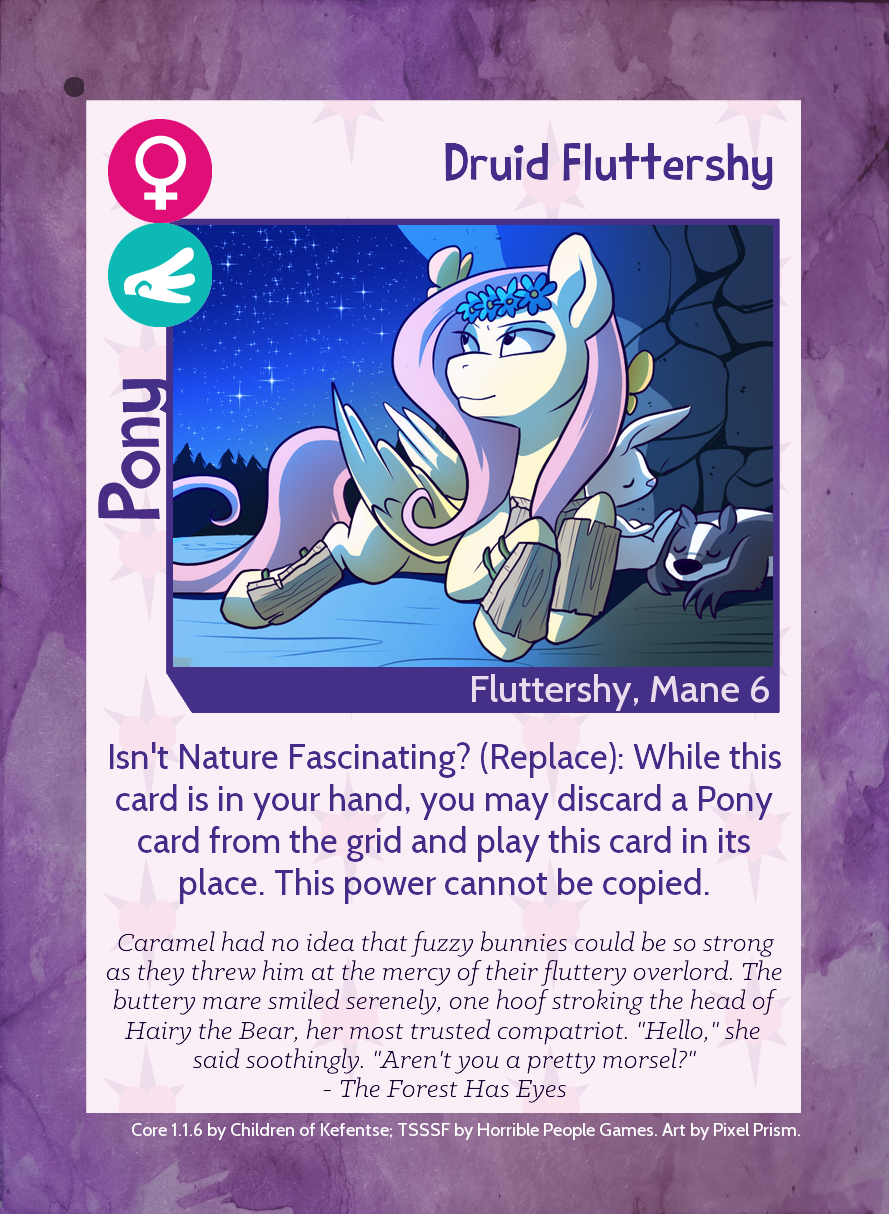 Druid Fluttershy
Pony
Fluttershy, Mane 6
Isn't Nature Fascinating? (Replace): While this
card is in your hand, you may discard a Pony
card from the grid and play this card in its
place. This power cannot be copied.
Caramel had no idea that fuzzy bunnies could be so strong
as they threw him at the mercy of their fluttery overlord. The
buttery mare smiled serenely, one hoof stroking the head of
Hairy the Bear, her most trusted compatriot. "Hello," she
said soothingly. "Aren't you a pretty morsel?"
- The Forest Has Eyes
Core 1.1.6 by Children of Kefentse; TSSSF by Horrible People Games. Art by Pixel Prism.